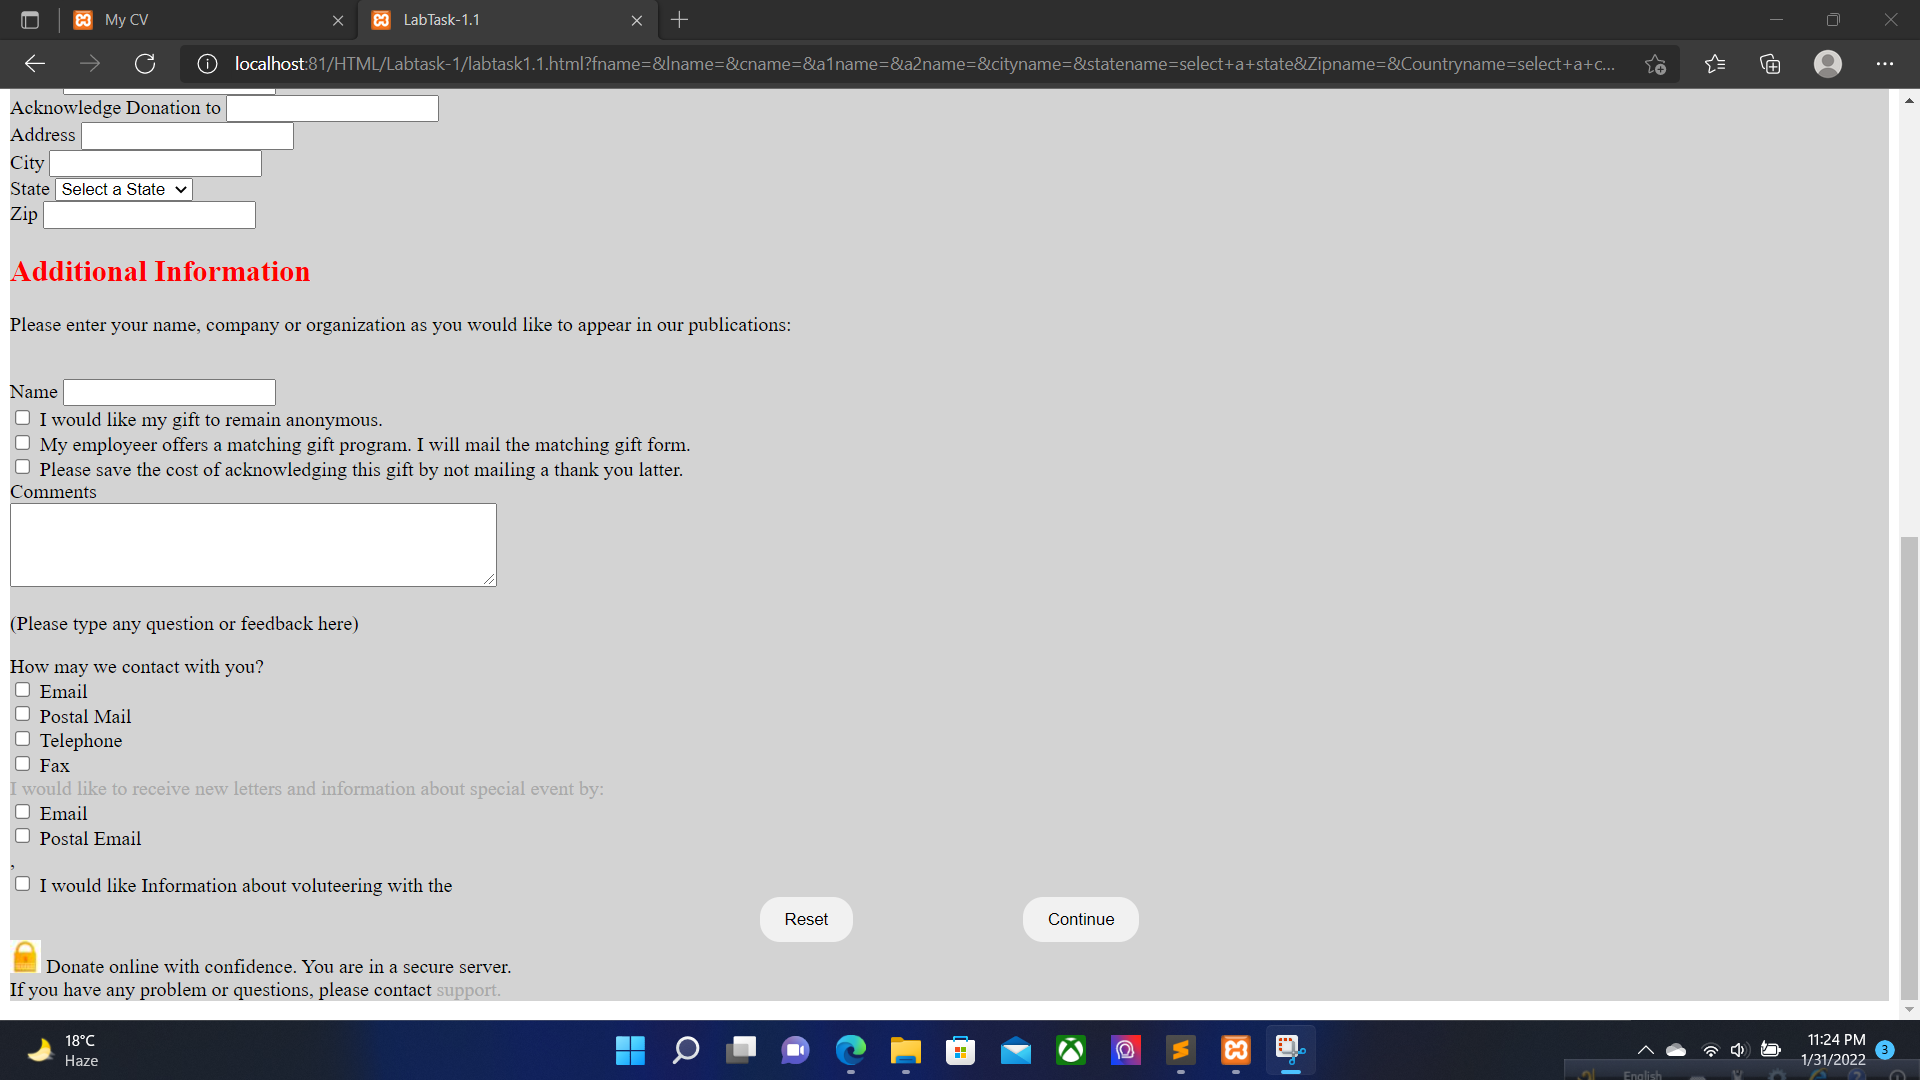 My CV
LabTask-1.1
localhost:81/HTML/Labtask-1/labtask1.1.html?fname=&lname=&cname=&a1name=&a2name=&cityname=&statename=select+a+state&Zipname=&Countryname=select+a+c...
Acknowledge Donation to
Address
City
State Select a State
Zip
Additional Information
Please enter your name, company or organization as you would like to appear in our publications:
Name
I would like my gift to remain anonymous.
My employeer offers a matching gift program. I will mail the matching gift form.
Please save the cost of acknowledging this gift by not mailing a thank you latter.
Comments
(Please type any question or feedback here)
How may we contact with you?
Email
Postal Mail
Telephone
Fax
I would like to receive new letters and information about special event by:
Email
Postal Email
,
I would like Information about voluteering with the
Reset Continue
Donate online with confidence. You are in a secure server.
If you have any problem or questions, please contact support.
18°C
Haze
11:24 PM
1/31/2022
3
English